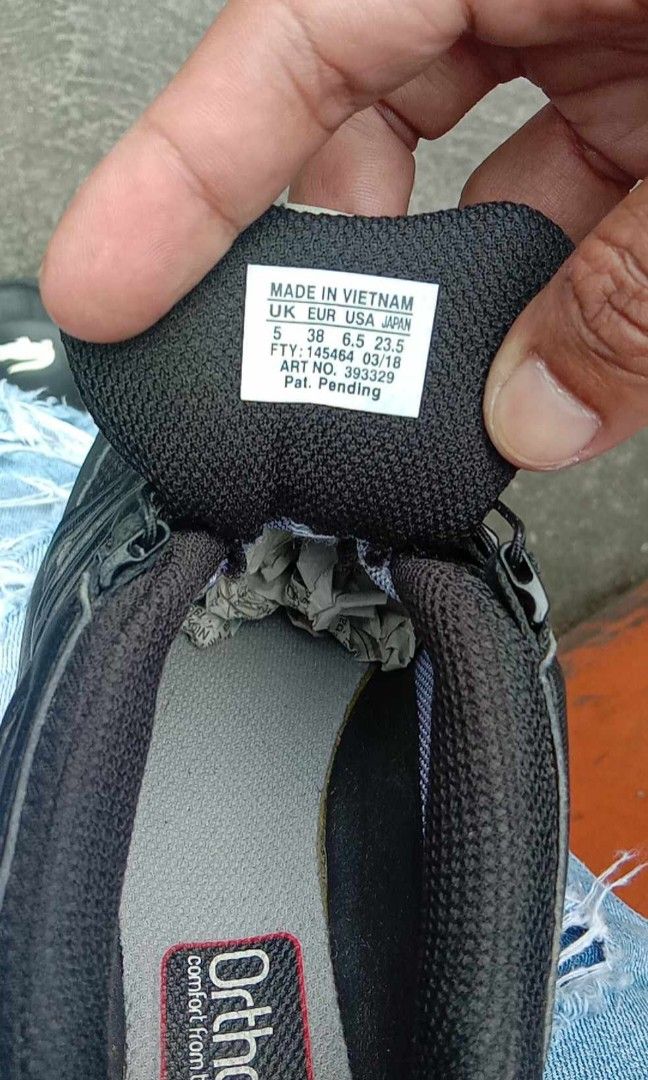 MADE IN VIETNAM
UK EUR USA JAPAN
5 38 6.5 23.5
FTY: 145464 03/18
ART NO. 393329
Pat. Pending
Ortho
comfort from